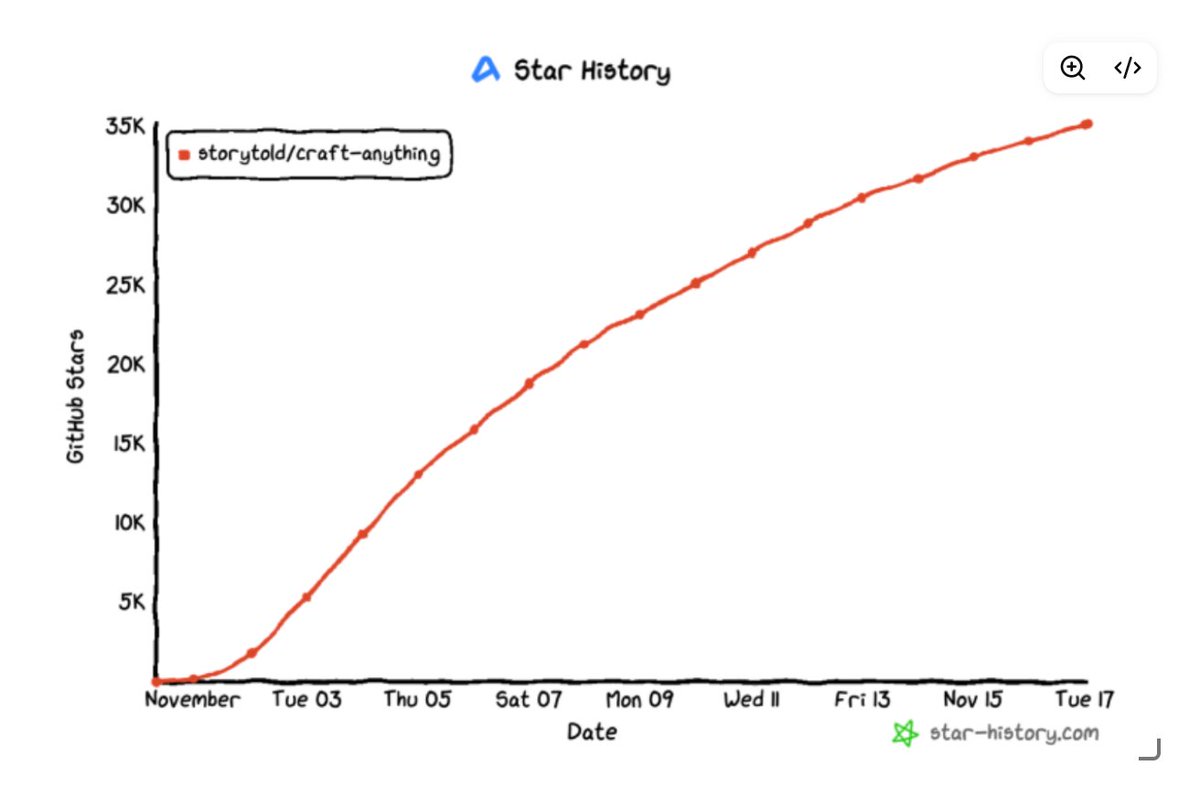 Star History
</>
storytold/craft-anything
35K
30K
25K
20K
15K
10K
5K
GitHub Stars
November Tue 03 Thu 05 Sat 07 Mon 09 Wed 11 Fri 13 Nov 15 Tue 17
Date
star-history.com